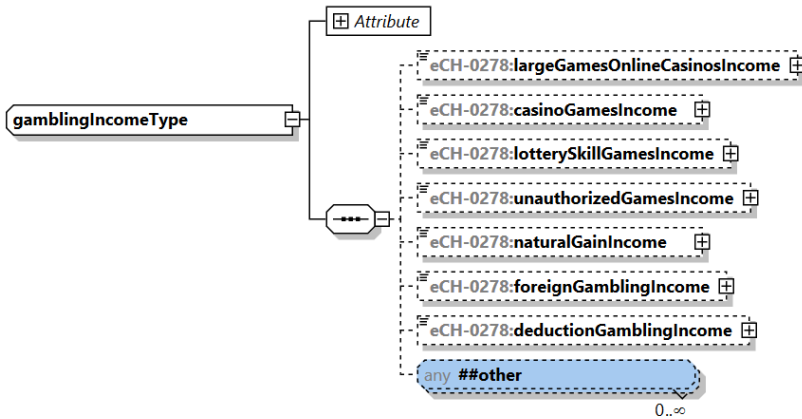 Attribute
eCH-0278:largeGamesOnlineCasinosIncome
gamblingIncomeType
eCH-0278:casinoGamesIncome
eCH-0278:lotterySkillGamesIncome
eCH-0278:unauthorizedGamesIncome
eCH-0278:naturalGainIncome
eCH-0278:foreignGamblingIncome
eCH-0278:deductionGamblingIncome
any ##other
0..∞